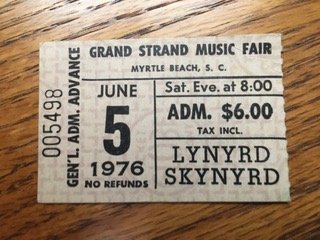 005498
GEN'L. ADM. ADVANCE
GRAND STRAND MUSIC FAIR
MYRTLE BEACH, S. C.
JUNE
5
1976
NO REFUNDS
Sat. Eve. at 8:00
ADM. $6.00
TAX INCL.
LYNYRD
SKYNYRD